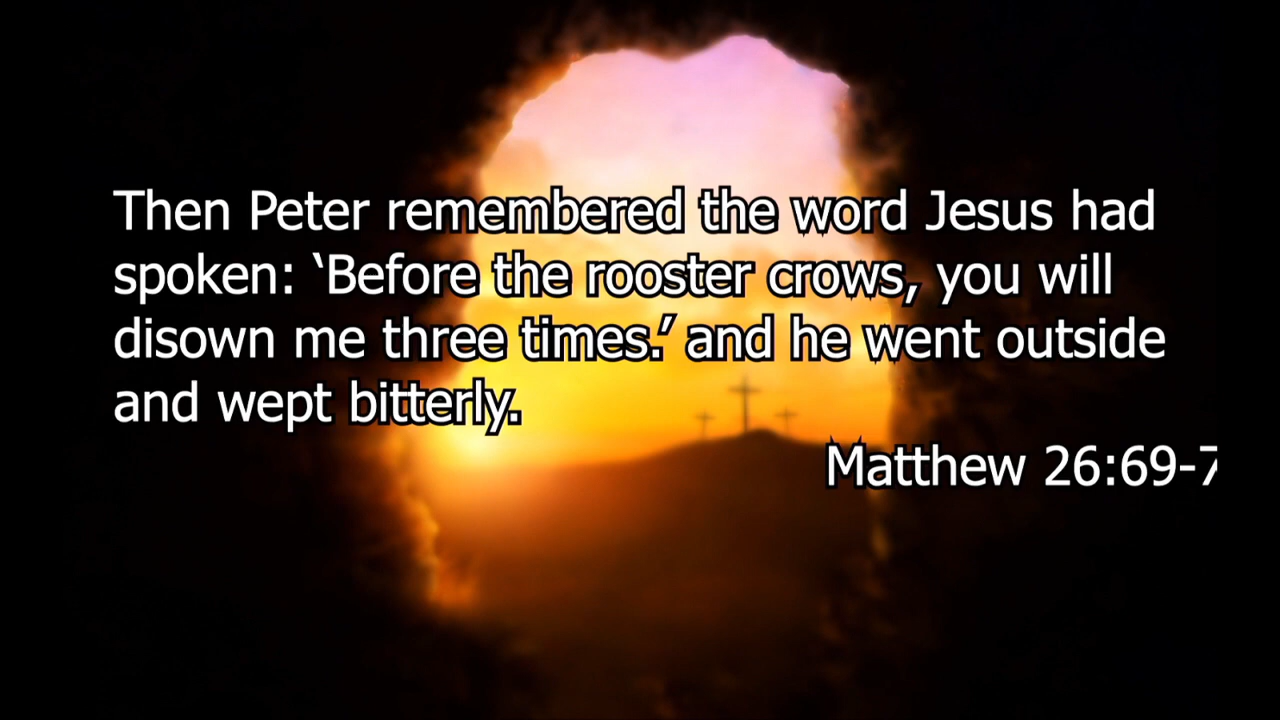 Then Peter remembered the word Jesus had
spoken: ‘Before the rooster crows, you will
disown me three times.’ and he went outside
and wept bitterly.
Matthew 26:69-7